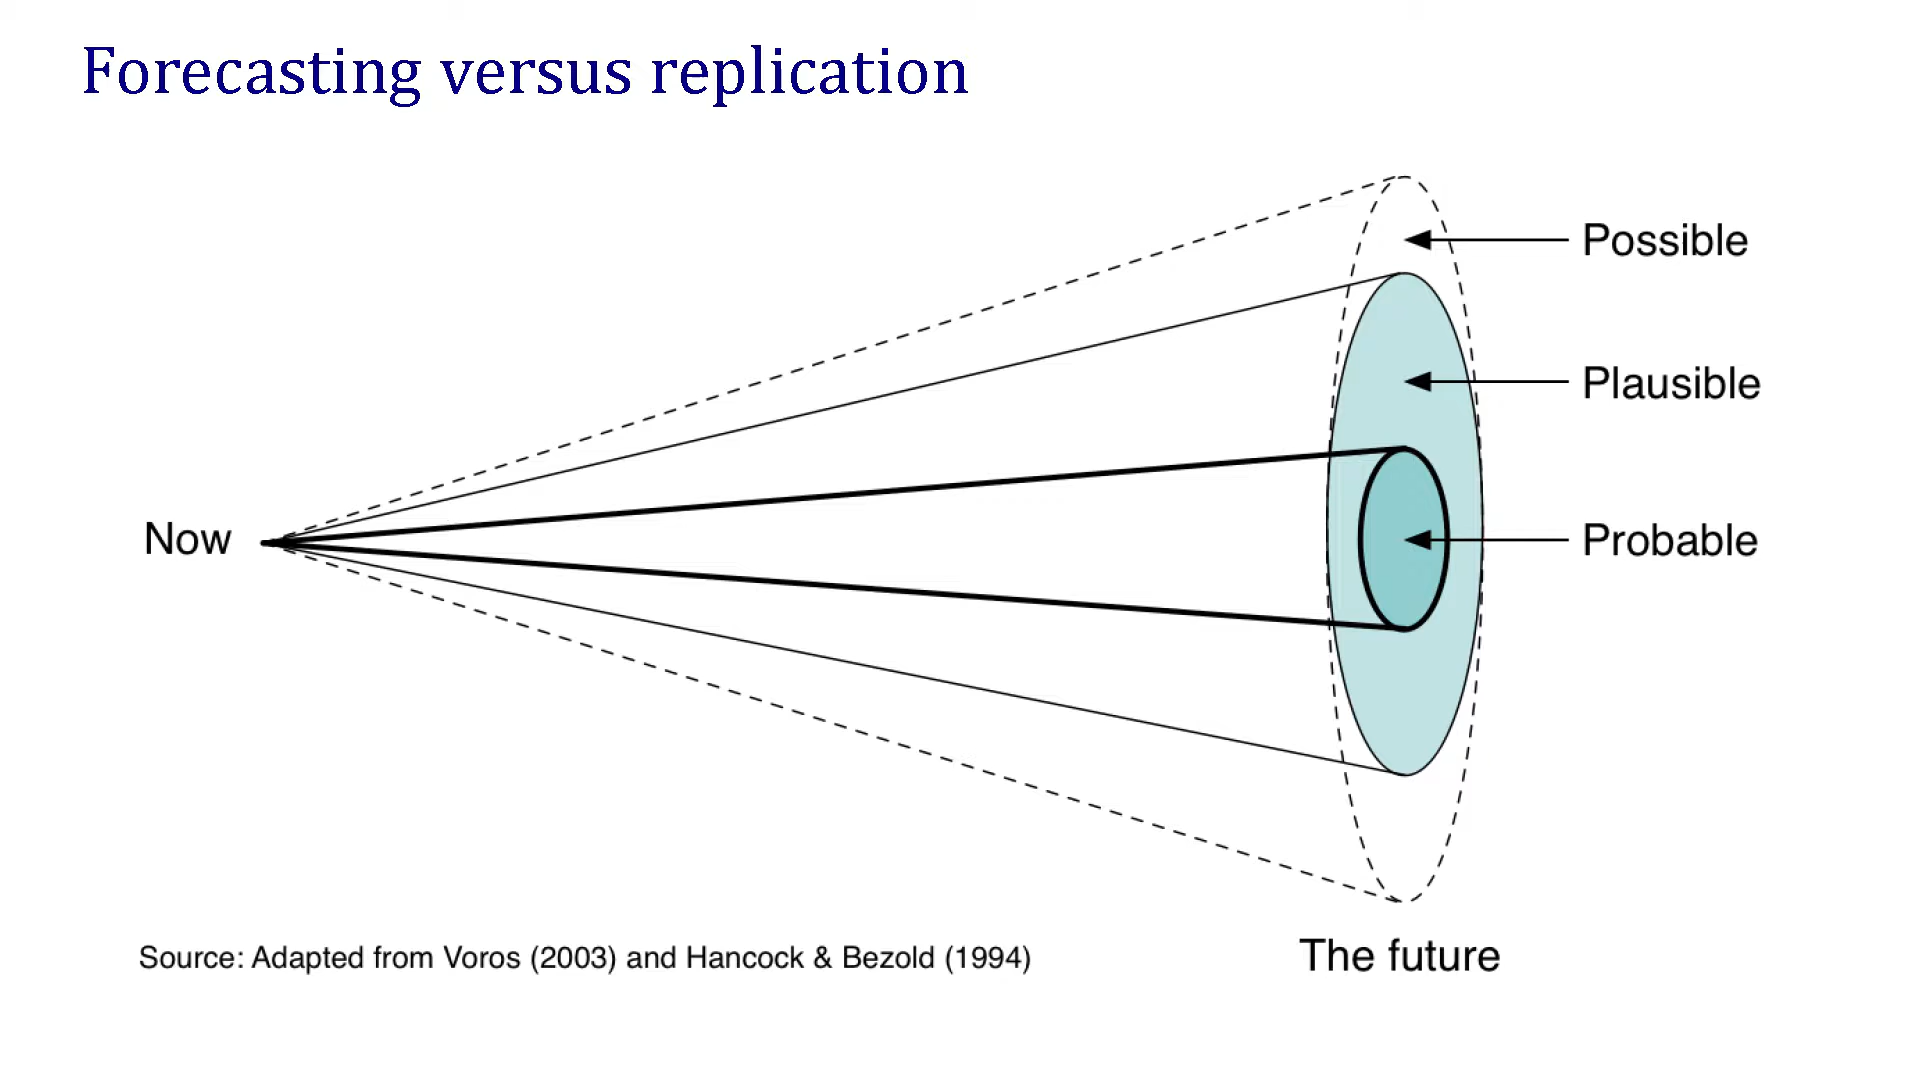 Forecasting versus replication
Possible
Plausible
Now
Probable
Source: Adapted from Voros (2003) and Hancock & Bezold (1994)
The future